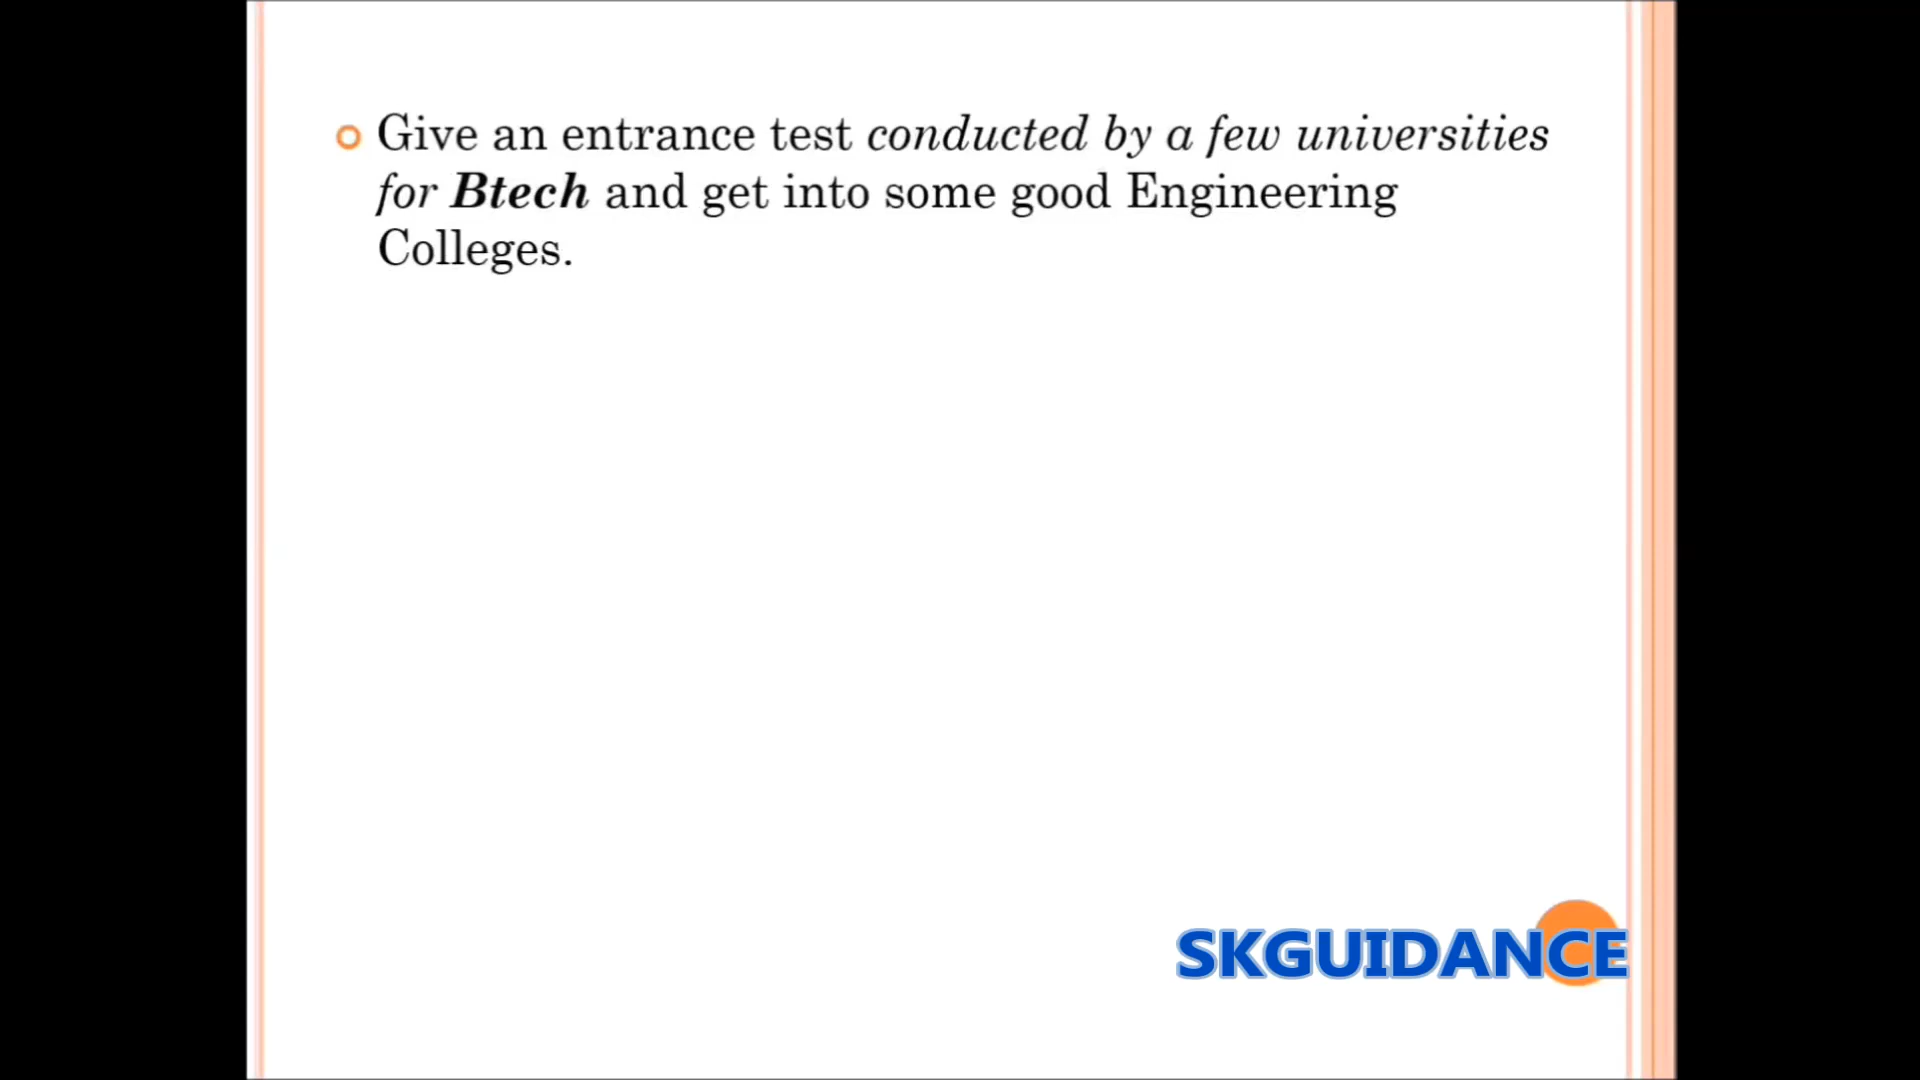 Give an entrance test conducted by a few universities
for Btech and get into some good Engineering
Colleges.
SKGUIDANCE